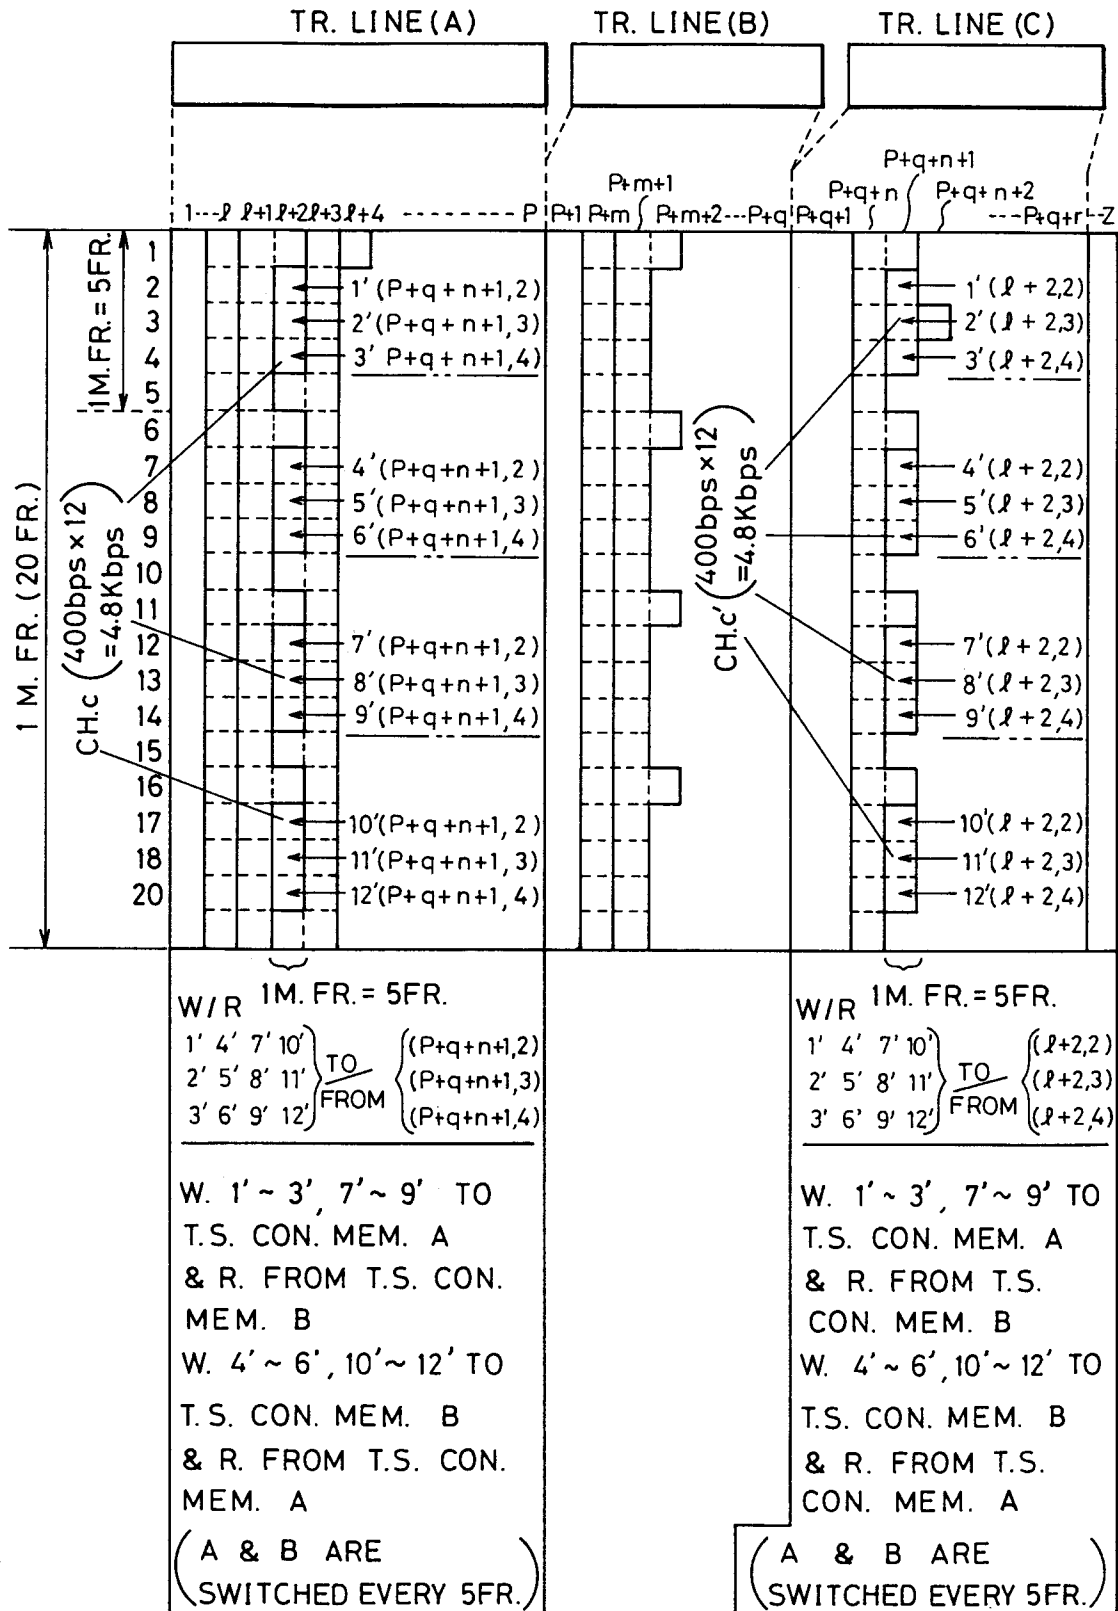 TR. LINE (A) TR. LINE (B) TR. LINE (C)
P+m+1 P+q+n P+q+n+1 P+q+n+2
1---ℓ ℓ+1 ℓ+2 ℓ+3 ℓ+4 --------- P P+1 P+m P+m+2---P+q P+q+1 ---P+q+r --Z
1 M. FR. (20 FR.)
1M. FR. = 5FR.
1
2 1' (P+q+n+1,2) 1' (ℓ+2,2)
3 2' (P+q+n+1,3) 2' (ℓ+2,3)
4 3' P+q+n+1,4) 3' (ℓ+2,4)
5
6
7 4' (P+q+n+1,2) 4' (ℓ+2,2)
8 5' (P+q+n+1,3) 5' (ℓ+2,3)
9 6' (P+q+n+1,4) 6' (ℓ+2,4)
10
11
12 7' (P+q+n+1,2) 7' (ℓ+2,2)
13 8' (P+q+n+1,3) 8' (ℓ+2,3)
14 9' (P+q+n+1,4) 9' (ℓ+2,4)
15
16
17 10' (P+q+n+1,2) 10' (ℓ+2,2)
18 11' (P+q+n+1,3) 11' (ℓ+2,3)
20 12' (P+q+n+1,4) 12' (ℓ+2,4)
CH.c (400bps×12
=4.8Kbps)
CH.c' (400bps×12
=4.8Kbps)
1M. FR. = 5FR.
W/R
1' 4' 7' 10' (P+q+n+1,2)
2' 5' 8' 11' TO/FROM (P+q+n+1,3)
3' 6' 9' 12' (P+q+n+1,4)
W. 1' ~ 3', 7' ~ 9' TO
T.S. CON. MEM. A
& R. FROM T.S. CON.
MEM. B
W. 4' ~ 6', 10' ~ 12' TO
T.S. CON. MEM. B
& R. FROM T.S. CON.
MEM. A
(A & B ARE
SWITCHED EVERY 5FR.)
1M. FR. = 5FR.
W/R
1' 4' 7' 10' (ℓ+2,2)
2' 5' 8' 11' TO/FROM (ℓ+2,3)
3' 6' 9' 12' (ℓ+2,4)
W. 1' ~ 3', 7' ~ 9' TO
T.S. CON. MEM. A
& R. FROM T.S.
CON. MEM. B
W. 4' ~ 6', 10' ~ 12' TO
T.S. CON. MEM. B
& R. FROM T.S.
CON. MEM. A
(A & B ARE
SWITCHED EVERY 5FR.)